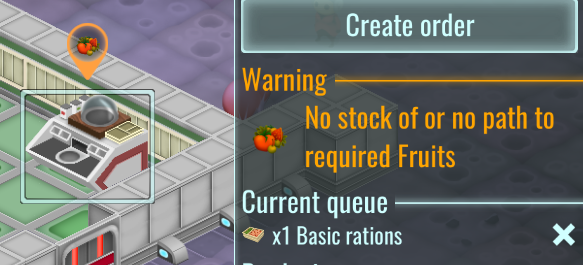 Create order
Warning
No stock of or no path to
required Fruits
Current queue
x1 Basic rations